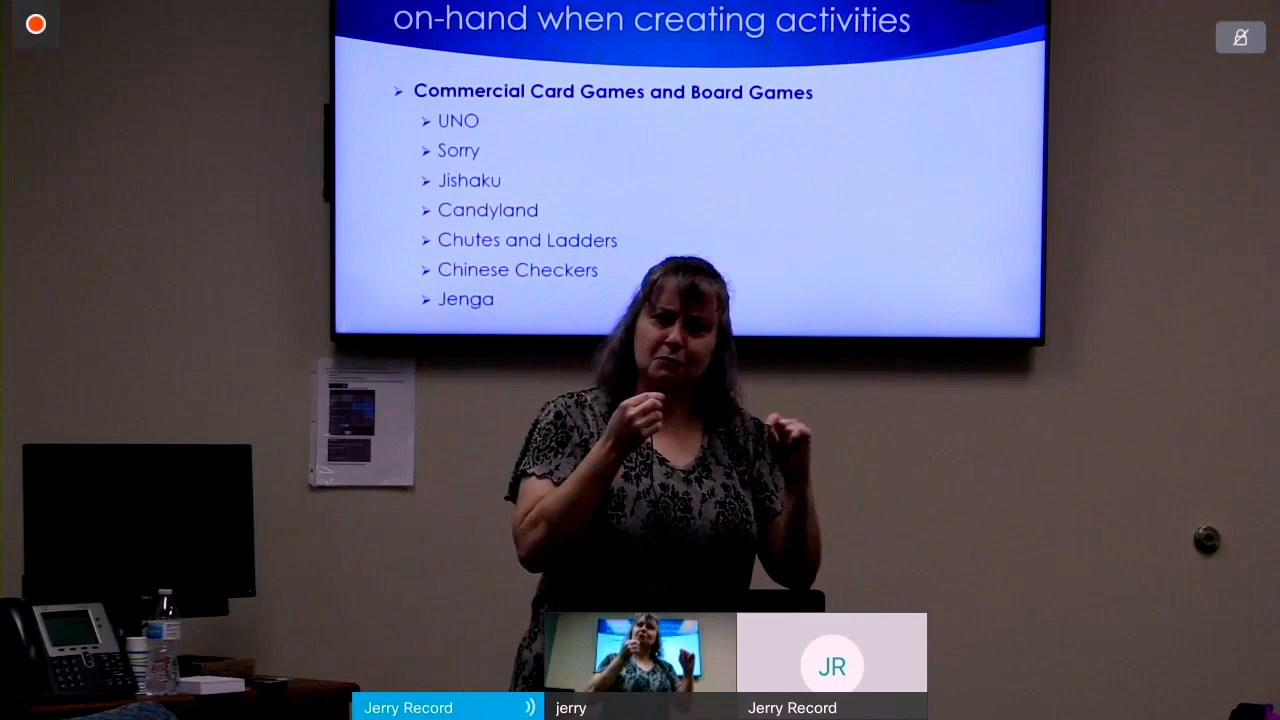 on-hand when creating activities
Commercial Card Games and Board Games
UNO
Sorry
Jishaku
Candyland
Chutes and Ladders
Chinese Checkers
Jenga
JR
Jerry Record
jerry
Jerry Record